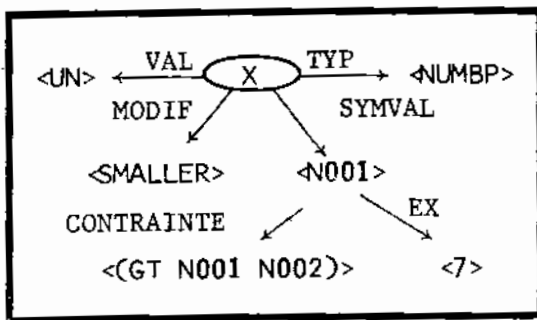 VAL TYP
<UN> X <NUMBP>
MODIF SYMVAL
<SMALLER> <N001>
CONTRAINTE EX
<(GT N001 N002)> <7>